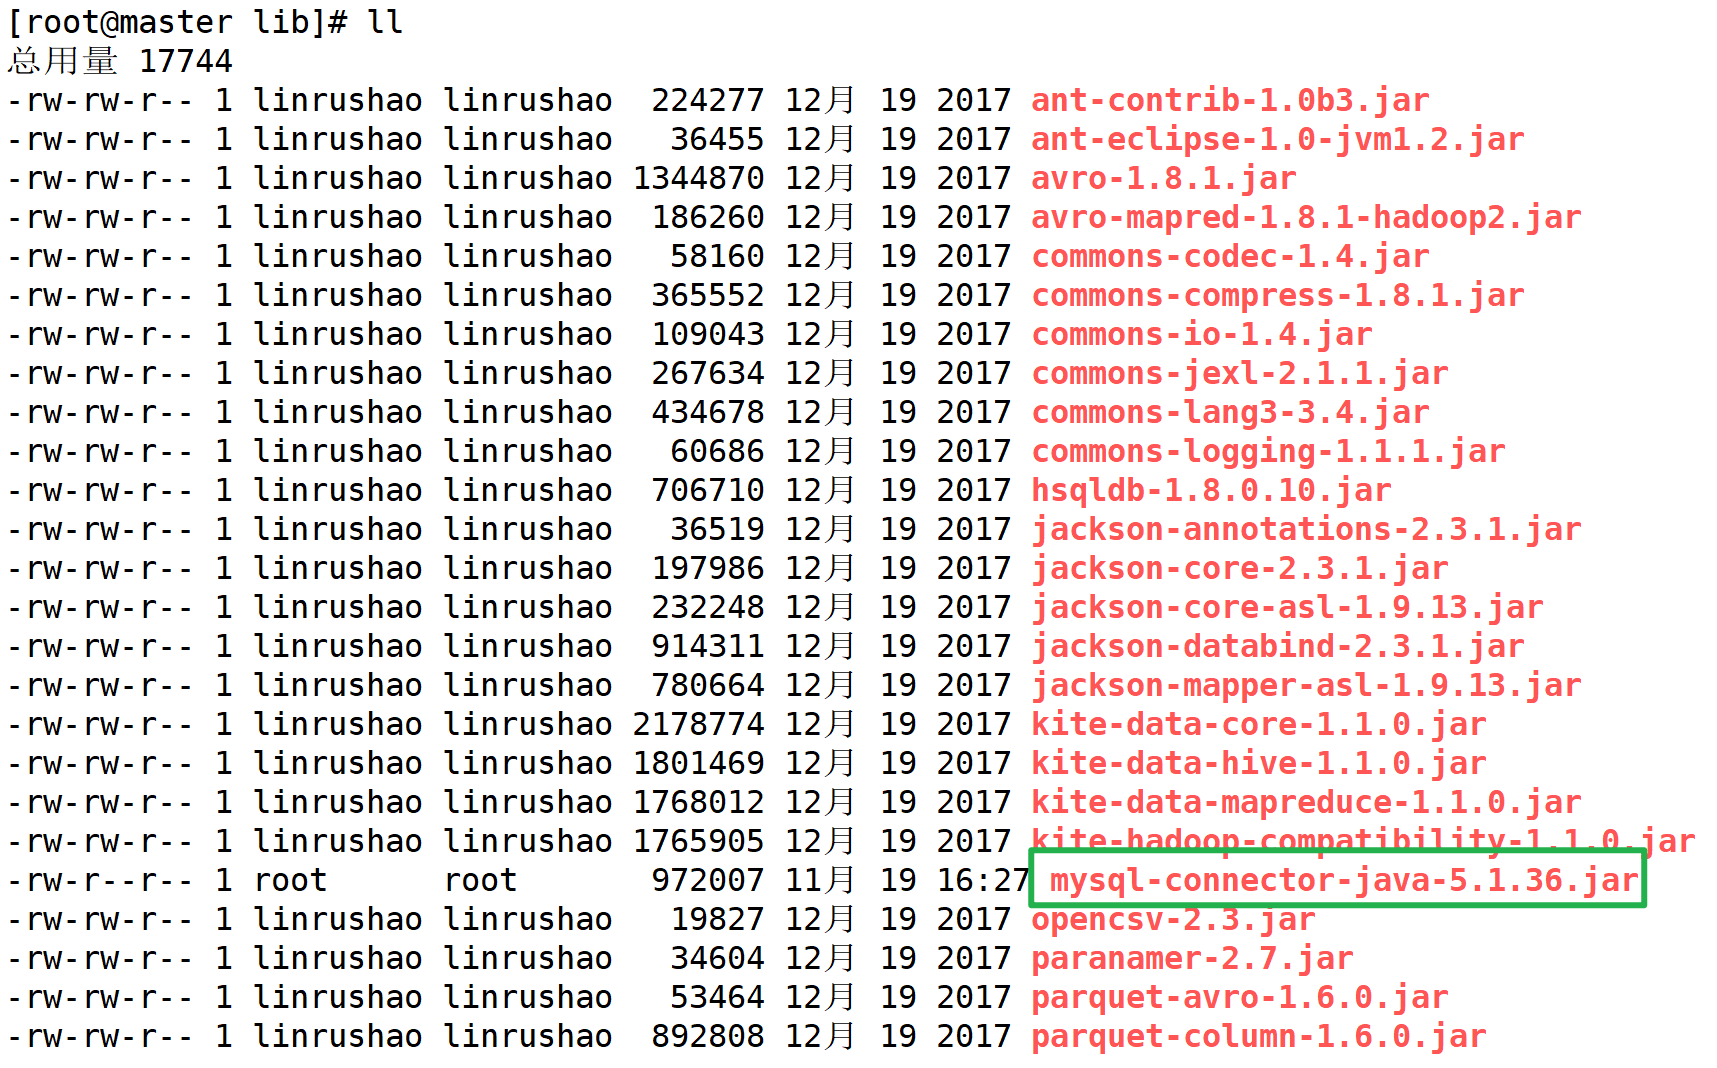 [root@master lib]# ll
总用量 17744
-rw-rw-r-- 1 linrushao linrushao  224277 12月 19 2017 ant-contrib-1.0b3.jar
-rw-rw-r-- 1 linrushao linrushao   36455 12月 19 2017 ant-eclipse-1.0-jvm1.2.jar
-rw-rw-r-- 1 linrushao linrushao 1344870 12月 19 2017 avro-1.8.1.jar
-rw-rw-r-- 1 linrushao linrushao  186260 12月 19 2017 avro-mapred-1.8.1-hadoop2.jar
-rw-rw-r-- 1 linrushao linrushao   58160 12月 19 2017 commons-codec-1.4.jar
-rw-rw-r-- 1 linrushao linrushao  365552 12月 19 2017 commons-compress-1.8.1.jar
-rw-rw-r-- 1 linrushao linrushao  109043 12月 19 2017 commons-io-1.4.jar
-rw-rw-r-- 1 linrushao linrushao  267634 12月 19 2017 commons-jexl-2.1.1.jar
-rw-rw-r-- 1 linrushao linrushao  434678 12月 19 2017 commons-lang3-3.4.jar
-rw-rw-r-- 1 linrushao linrushao   60686 12月 19 2017 commons-logging-1.1.1.jar
-rw-rw-r-- 1 linrushao linrushao  706710 12月 19 2017 hsqldb-1.8.0.10.jar
-rw-rw-r-- 1 linrushao linrushao   36519 12月 19 2017 jackson-annotations-2.3.1.jar
-rw-rw-r-- 1 linrushao linrushao  197986 12月 19 2017 jackson-core-2.3.1.jar
-rw-rw-r-- 1 linrushao linrushao  232248 12月 19 2017 jackson-core-asl-1.9.13.jar
-rw-rw-r-- 1 linrushao linrushao  914311 12月 19 2017 jackson-databind-2.3.1.jar
-rw-rw-r-- 1 linrushao linrushao  780664 12月 19 2017 jackson-mapper-asl-1.9.13.jar
-rw-rw-r-- 1 linrushao linrushao 2178774 12月 19 2017 kite-data-core-1.1.0.jar
-rw-rw-r-- 1 linrushao linrushao 1801469 12月 19 2017 kite-data-hive-1.1.0.jar
-rw-rw-r-- 1 linrushao linrushao 1768012 12月 19 2017 kite-data-mapreduce-1.1.0.jar
-rw-rw-r-- 1 linrushao linrushao 1765905 12月 19 2017 kite-hadoop-compatibility-1.1.0.jar
-rw-r--r-- 1 root      root       972007 11月 19 16:27 mysql-connector-java-5.1.36.jar
-rw-rw-r-- 1 linrushao linrushao   19827 12月 19 2017 opencsv-2.3.jar
-rw-rw-r-- 1 linrushao linrushao   34604 12月 19 2017 paranamer-2.7.jar
-rw-rw-r-- 1 linrushao linrushao   53464 12月 19 2017 parquet-avro-1.6.0.jar
-rw-rw-r-- 1 linrushao linrushao  892808 12月 19 2017 parquet-column-1.6.0.jar